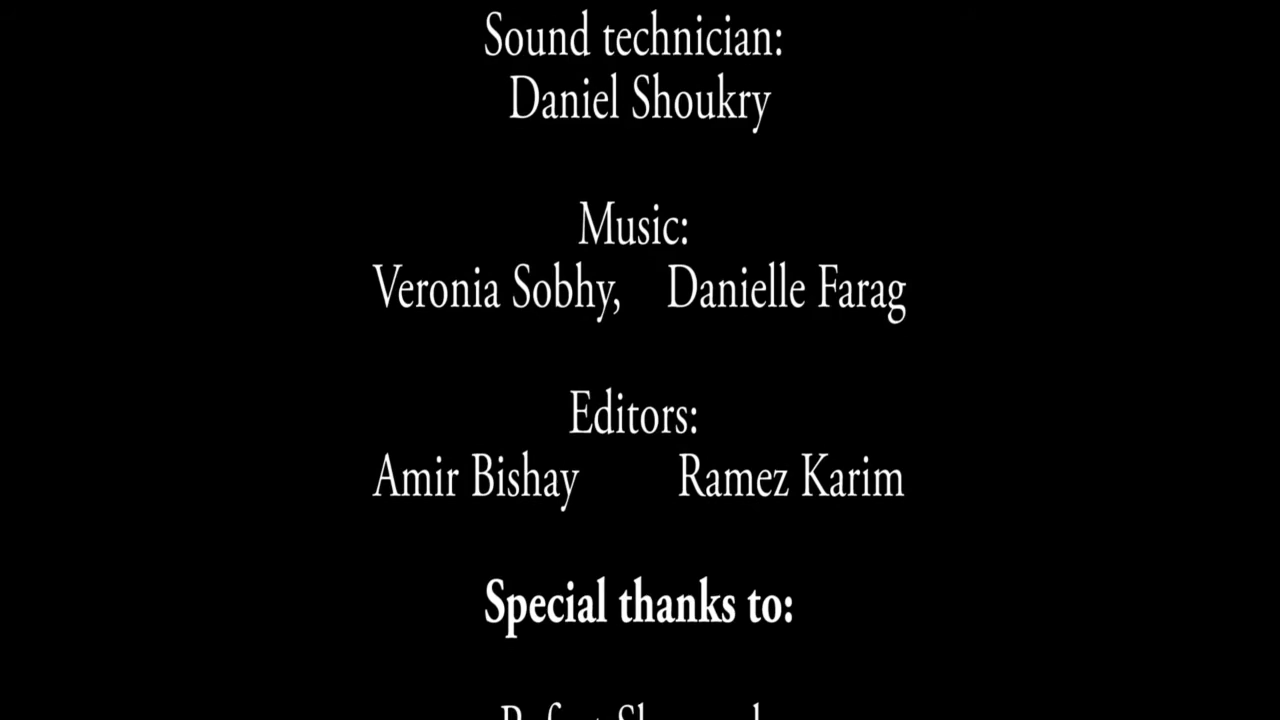 Sound technician:
Daniel Shoukry
Music:
Veronia Sobhy, Danielle Farag
Editors:
Amir Bishay Ramez Karim
Special thanks to: